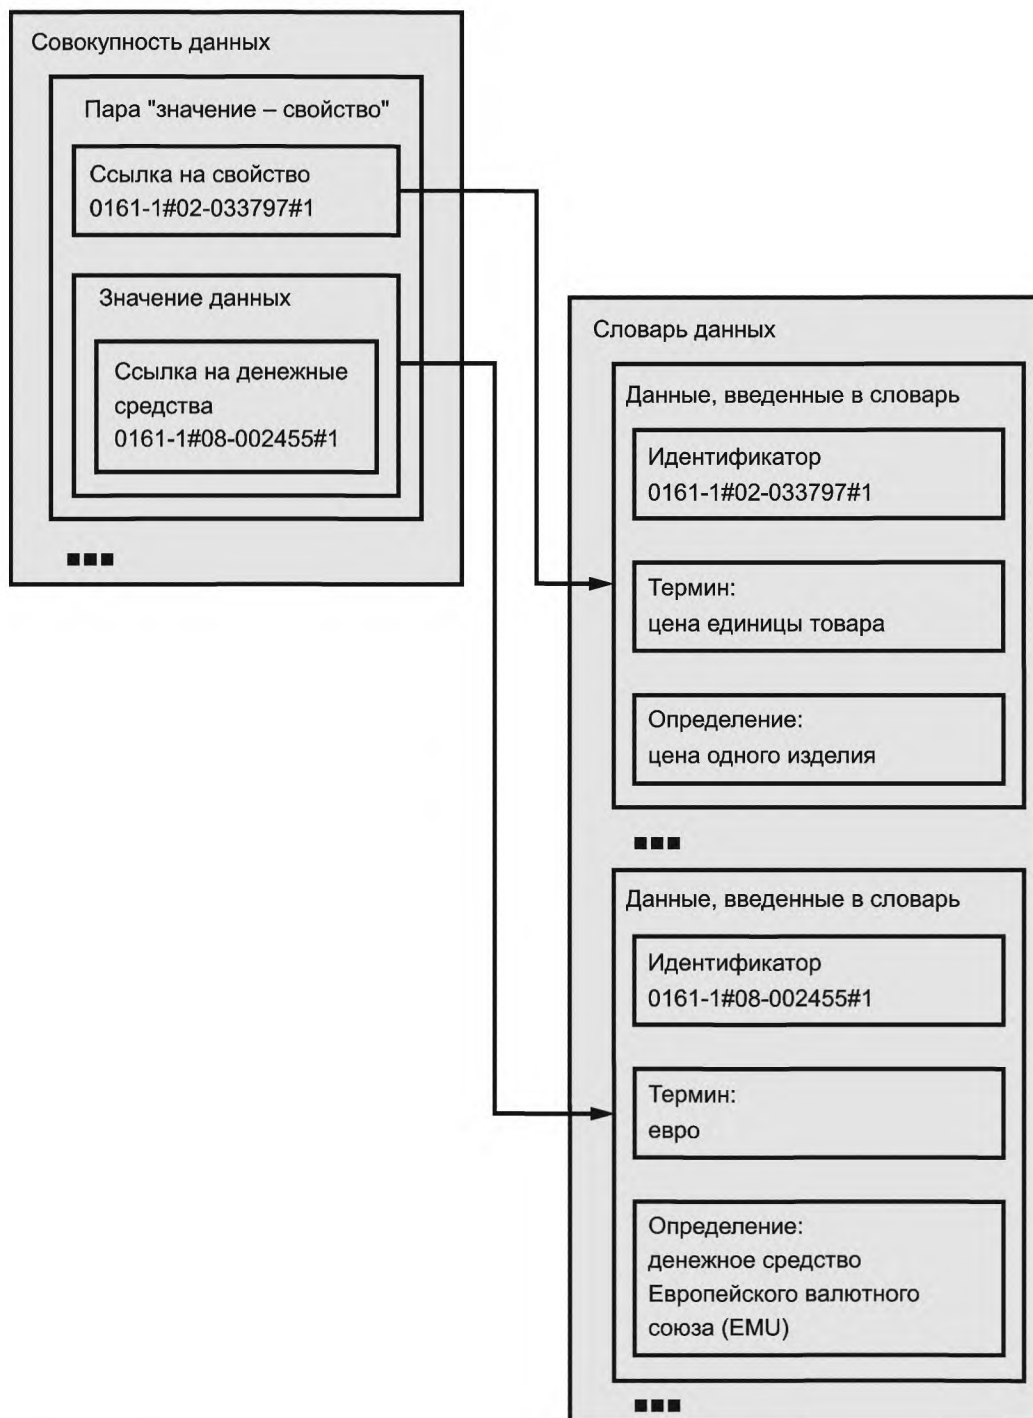 Совокупность данных
Пара "значение – свойство"
Ссылка на свойство
0161-1#02-033797#1
Значение данных
Ссылка на денежные
средства
0161-1#08-002455#1
Словарь данных
Данные, введенные в словарь
Идентификатор
0161-1#02-033797#1
Термин:
цена единицы товара
Определение:
цена одного изделия
Данные, введенные в словарь
Идентификатор
0161-1#08-002455#1
Термин:
евро
Определение:
денежное средство
Европейского валютного
союза (EMU)